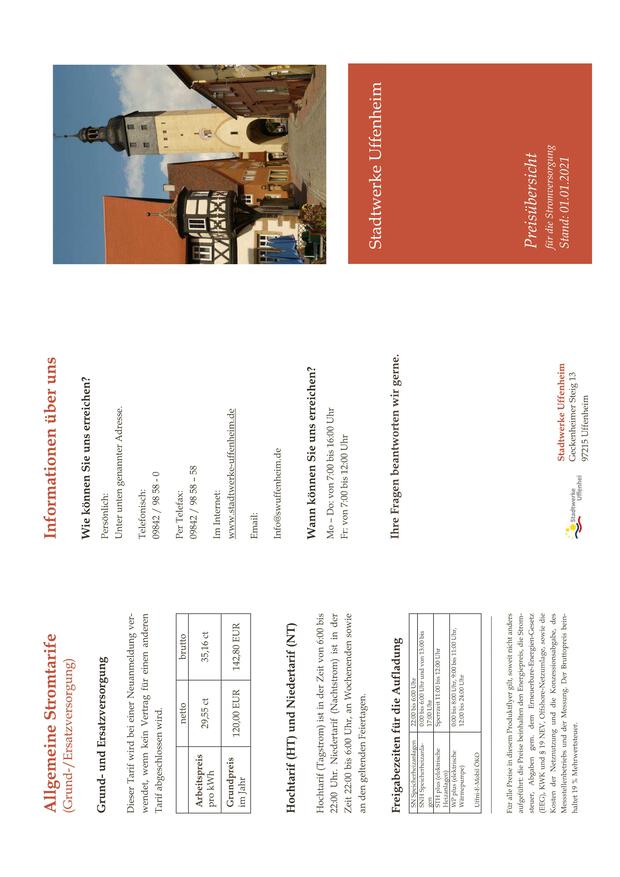 Allgemeine Stromtarife
(Grund-/ Ersatzversorgung)
Grund- und Ersatzversorgung
Dieser Tarif wird bei einer Neuanmeldung ver-
wendet, wenn kein Vertrag für einen anderen
Tarif abgeschlossen wird.
netto brutto
Arbeitspreis
pro kWh 29,55 ct 35,16 ct
Grundpreis
im Jahr 120,00 EUR 142,80 EUR
Hochtarif (HT) und Niedertarif (NT)
Hochtarif (Tagstrom) ist in der Zeit von 6:00 bis
22:00 Uhr. Niedertarif (Nachtstrom) ist in der
Zeit 22:00 bis 6:00 Uhr, an Wochenenden sowie
an den geltenden Feiertagen.
Freigabezeiten für die Aufladung
SN Speicherheizanlagen 22:00 bis 6:00 Uhr
SNH Speicherheizanla- 0:00 bis 6:00 Uhr und von 13:00 bis
gen 17:00 Uhr
STH plus (elektrische Sperrzeit 11:00 bis 12:00 Uhr
Heizanlagen)
WP plus (elektrische 0:00 bis 8:00 Uhr, 9:00 bis 11:00 Uhr,
Wärmepumpe) 12:00 bis 24:00 Uhr
Uffni-E-Mobil ÖKO
Für alle Preise in diesem Produktflyer gilt, soweit nicht anders
aufgeführt: die Preise beinhalten den Energiepreis, die Strom-
steuer, Abgaben gem. dem Erneuerbare-Energien-Gesetz
(EEG), KWK und § 19 NEV, Offshore-Netzumlage, sowie die
Kosten der Netznutzung und die Konzessionsabgabe, des
Messstellenbetriebs und der Messung. Der Bruttopreis bein-
haltet 19 % Mehrwertsteuer.
Informationen über uns
Wie können Sie uns erreichen?
Persönlich:
Unter unten genannter Adresse.
Telefonisch:
09842 / 98 58 - 0
Per Telefax:
09842 / 98 58 – 58
Im Internet:
www.stadtwerke-uffenheim.de
Email:
Info@swuffenheim.de
Wann können Sie uns erreichen?
Mo – Do: von 7:00 bis 16:00 Uhr
Fr: von 7:00 bis 12:00 Uhr
Ihre Fragen beantworten wir gerne.
Stadtwerke
Uffenheim
Stadtwerke Uffenheim
Gockenheimer Steig 13
97215 Uffenheim
Stadtwerke Uffenheim
Preisübersicht
für die Stromversorgung
Stand: 01.01.2021